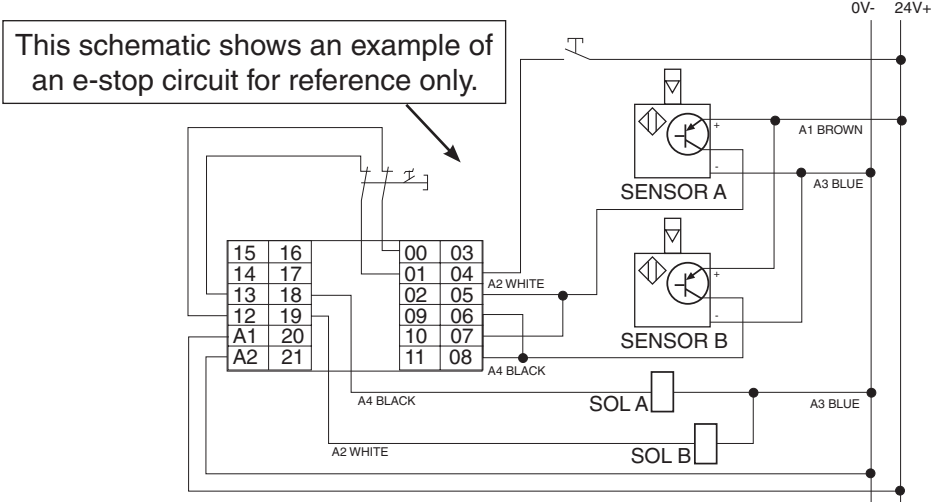 0V- 24V+
This schematic shows an example of
an e-stop circuit for reference only.
+
A1 BROWN
-
A3 BLUE
SENSOR A
15 16 00 03
14 17 01 04
A2 WHITE
13 18 02 05
12 19 09 06
A1 20 10 07
A2 21 11 08
+
-
SENSOR B
A4 BLACK
A4 BLACK
SOL A
A3 BLUE
A2 WHITE
SOL B